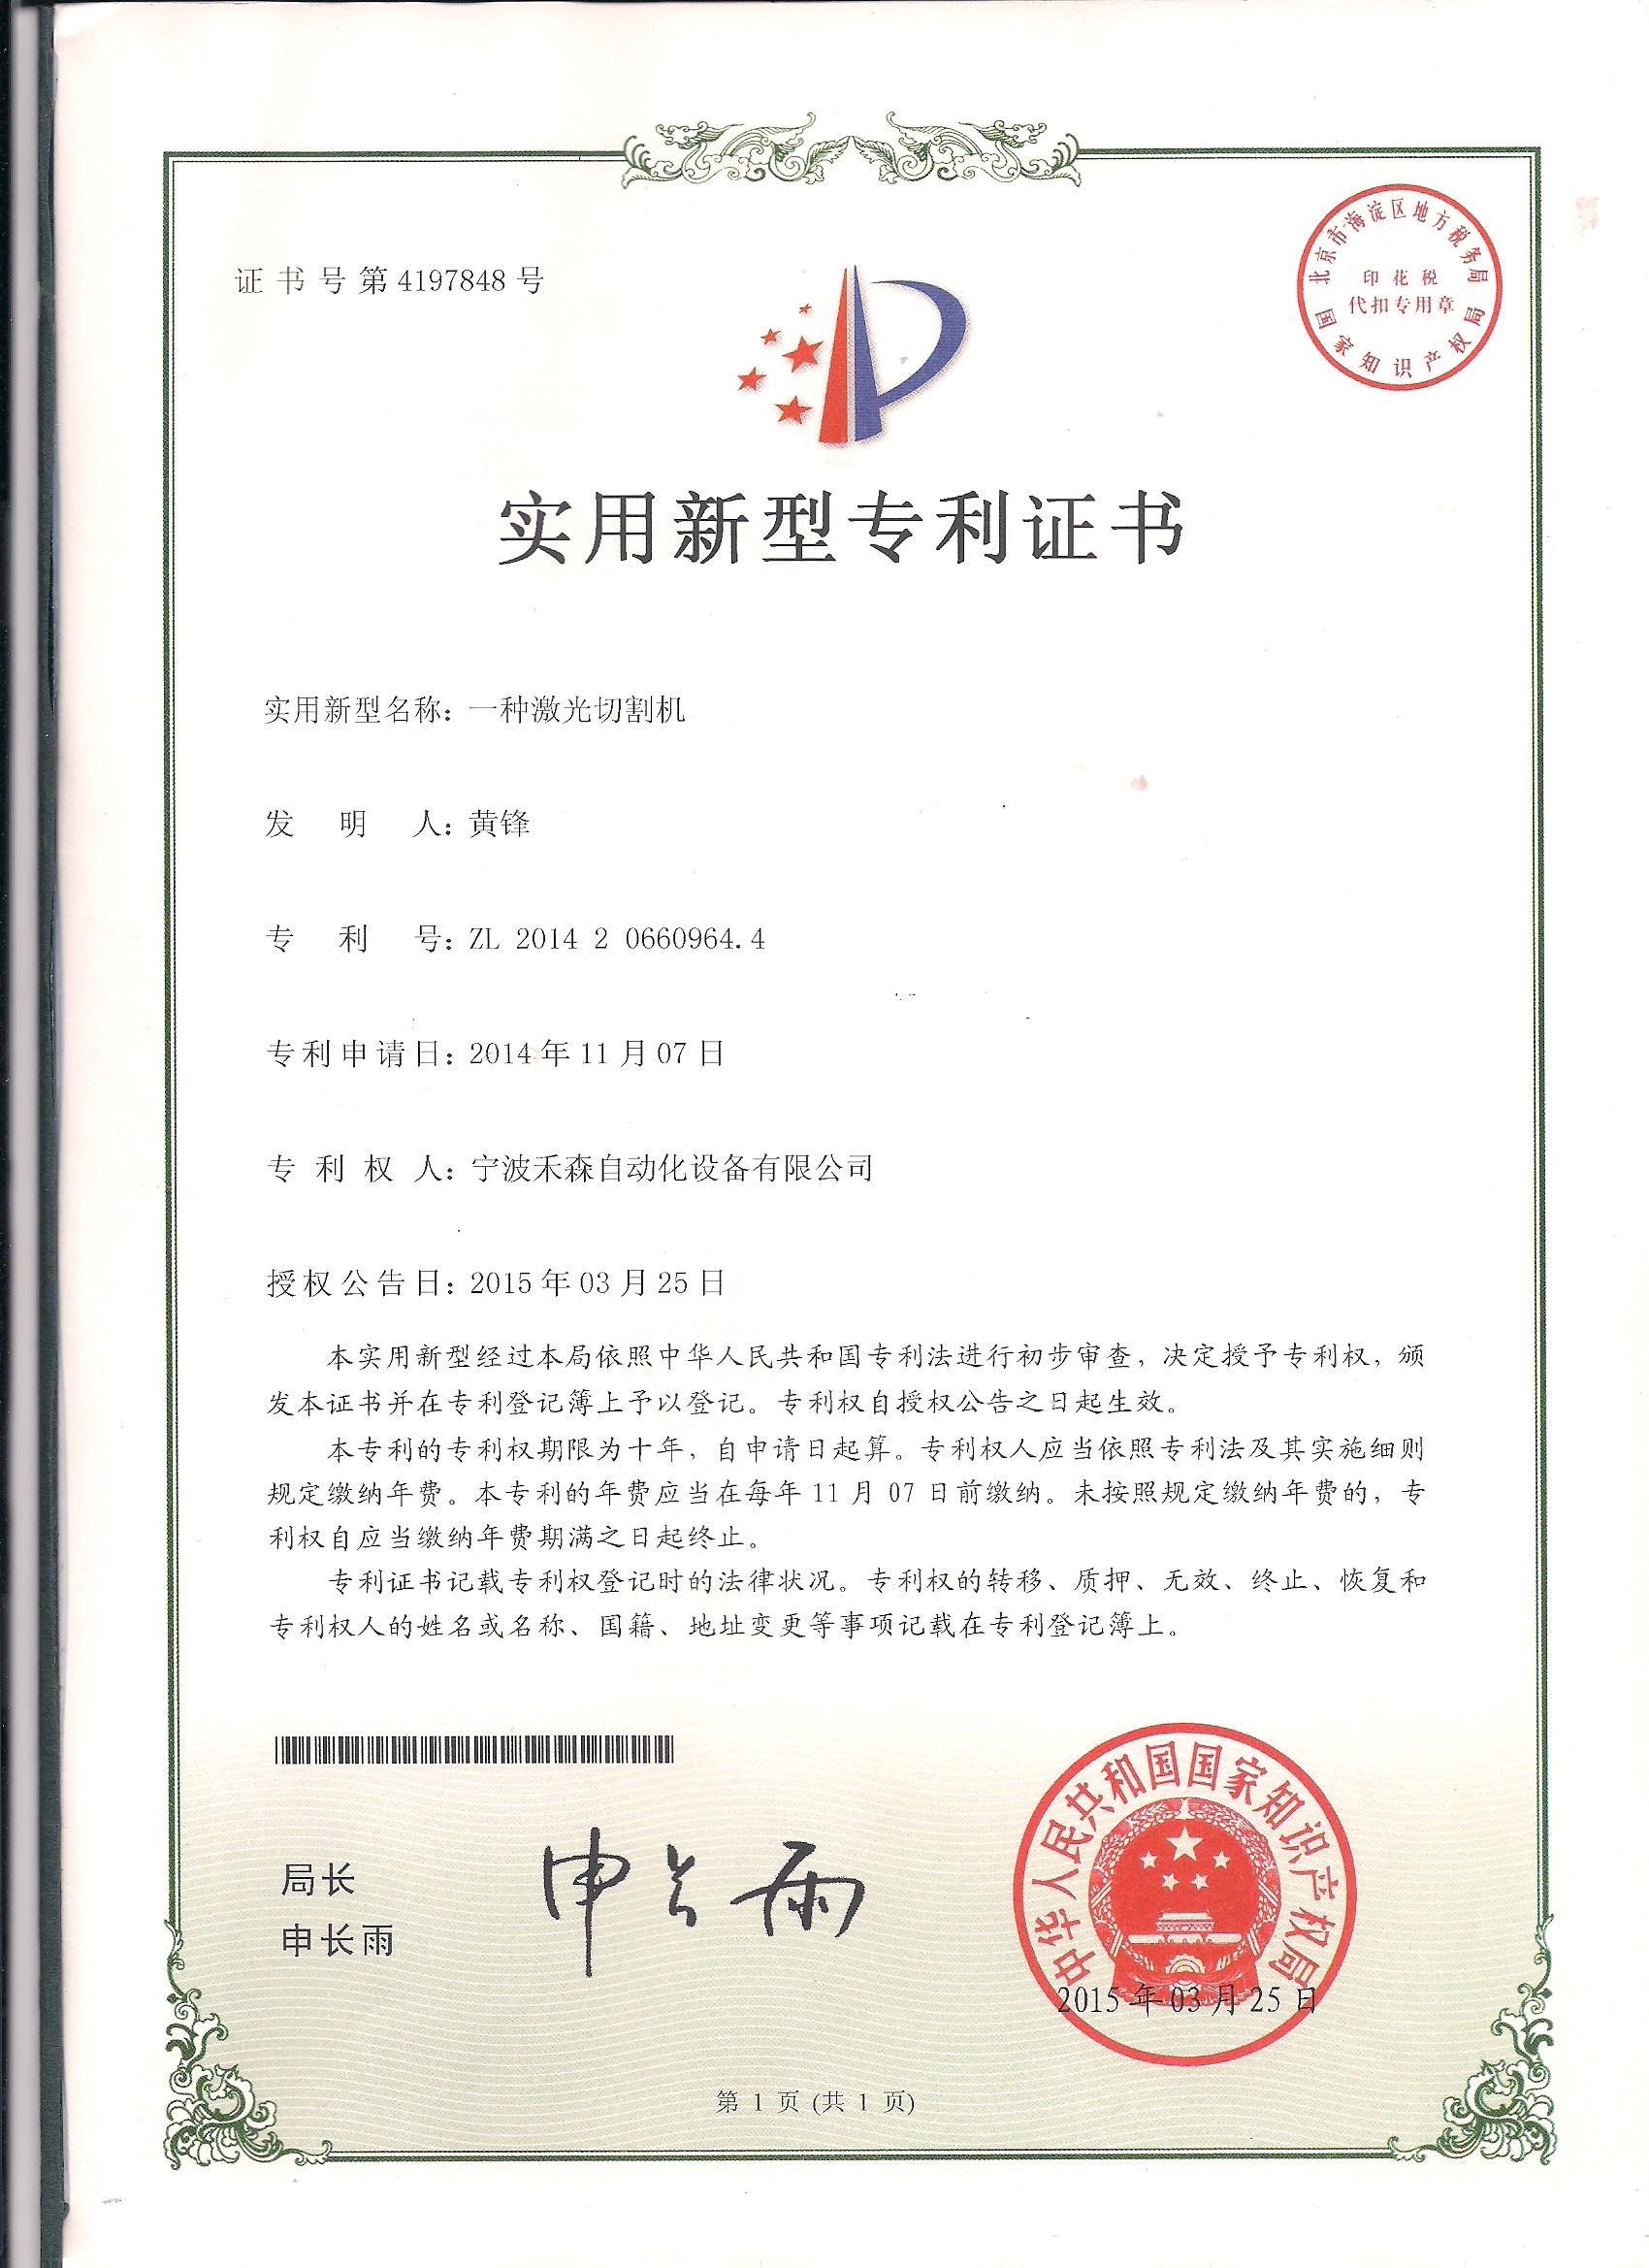 证书号第4197848号
北京市海淀区地方税务局
印花税
代扣专用章
国家知识产权局
实用新型专利证书
实用新型名称：一种激光切割机
发明人：黄锋
专利号：ZL 2014 2 0660964.4
专利申请日：2014年11月07日
专利权人：宁波禾森自动化设备有限公司
授权公告日：2015年03月25日
本实用新型经过本局依照中华人民共和国专利法进行初步审查，决定授予专利权，颁
发本证书并在专利登记簿上予以登记。专利权自授权公告之日起生效。
本专利的专利权期限为十年，自申请日起算。专利权人应当依照专利法及其实施细则
规定缴纳年费。本专利的年费应当在每年11月07日前缴纳。未按照规定缴纳年费的，专
利权自应当缴纳年费期满之日起终止。
专利证书记载专利权登记时的法律状况。专利权的转移、质押、无效、终止、恢复和
专利权人的姓名或名称、国籍、地址变更等事项记载在专利登记簿上。
局长
申长雨
申长雨
中华人民共和国国家知识产权局
2015年03月25日
第1页(共1页)